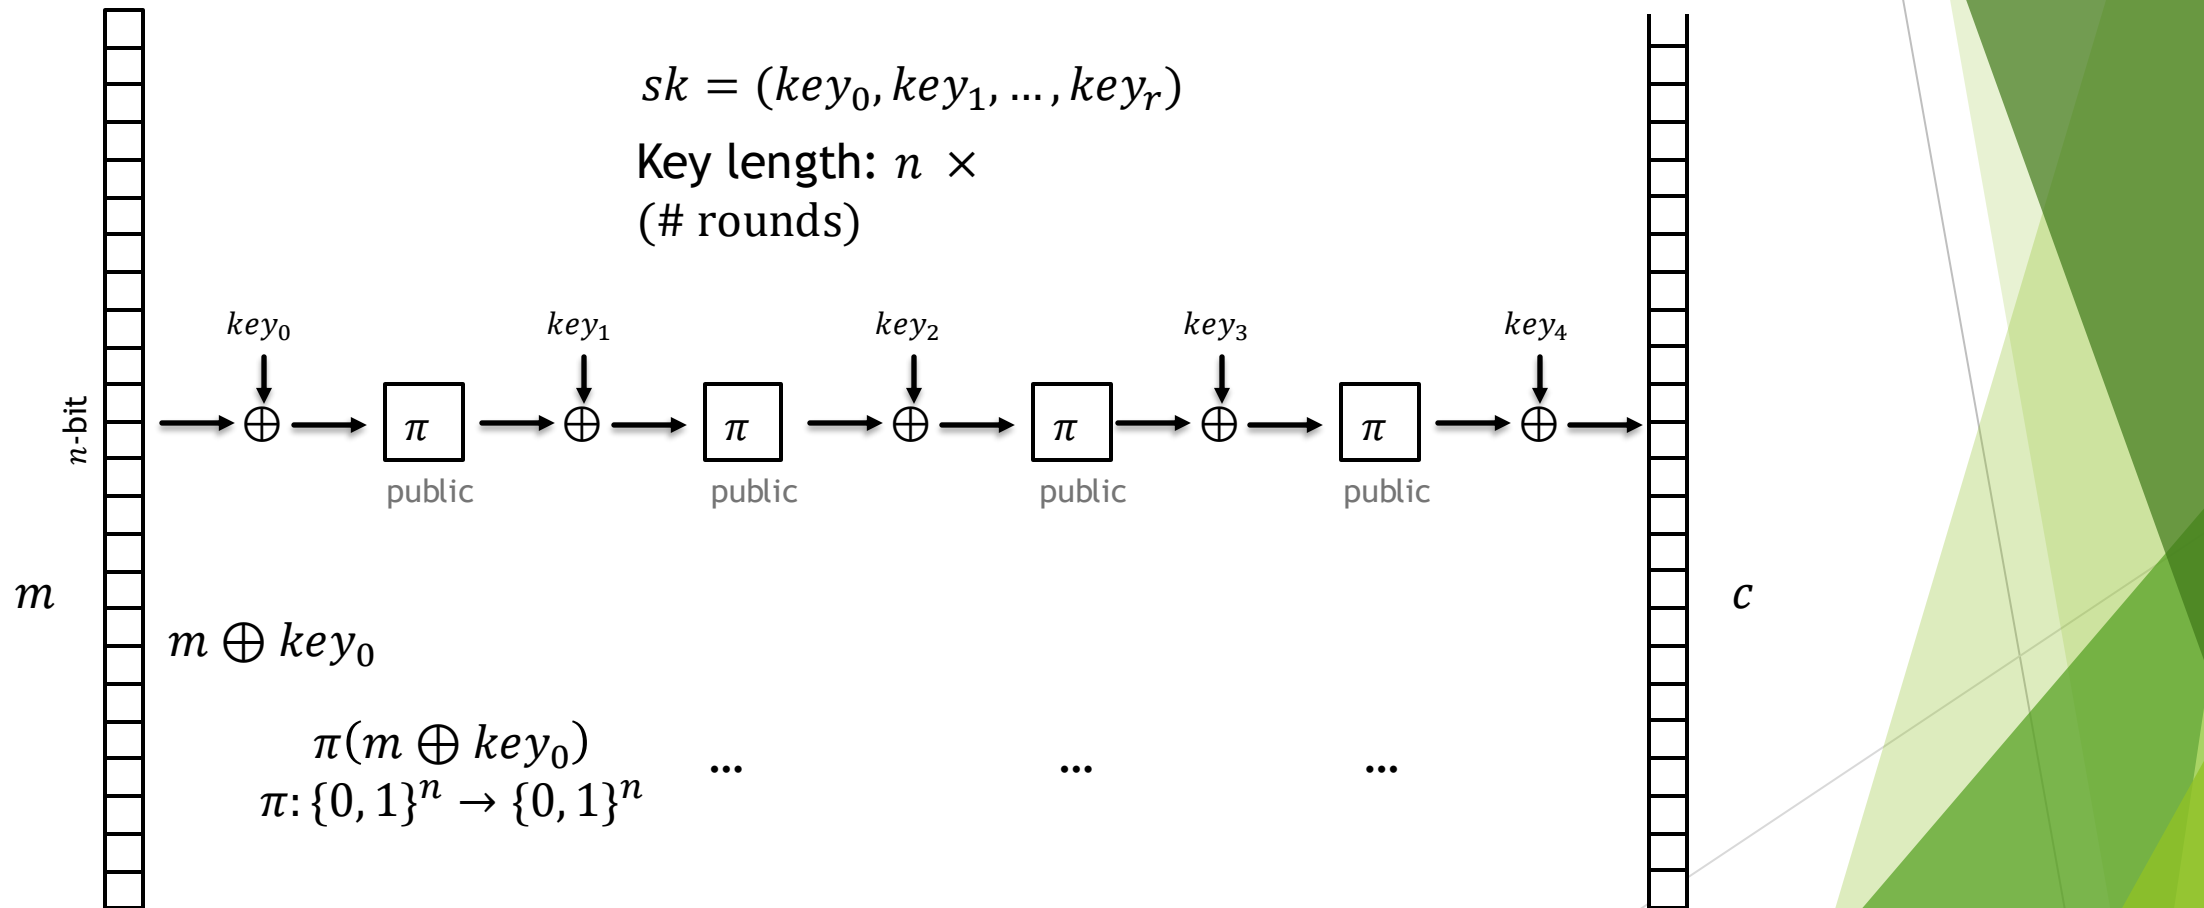 sk = (key₀, key₁, … , keyᵣ)
Key length: n ×
(# rounds)
key₀ key₁ key₂ key₃ key₄
n-bit
⊕ π ⊕ π ⊕ π ⊕ π ⊕
public public public public
m c
m ⊕ key₀
π(m ⊕ key₀) … … …
π: {0, 1}ⁿ → {0, 1}ⁿ